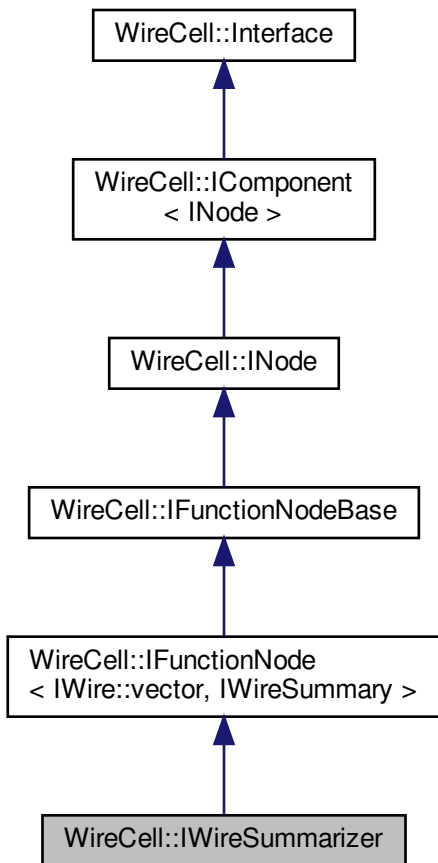 WireCell::Interface
WireCell::IComponent
< INode >
WireCell::INode
WireCell::IFunctionNodeBase
WireCell::IFunctionNode
< IWire::vector, IWireSummary >
WireCell::IWireSummarizer